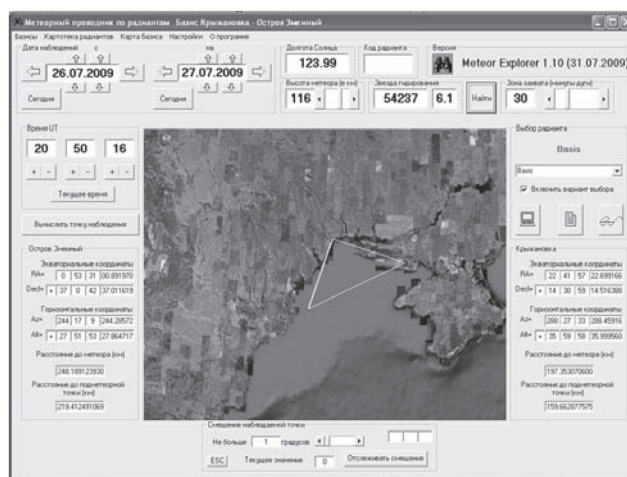 Метеорный проводник по радиантам Базис Крыжановка - Остров Змеиный
Базисы Картотека радиантов Карта базиса Настройки О программе
Дата наблюдений с на
26.07.2009 27.07.2009
Сегодня Сегодня
Долгота Солнца Код радианта Версия
123.99 Meteor Explorer 1.10 (31.07.2009)
Высота метеора (в км) Звезда гидирования Зона захвата (минуты дуги)
116 54237 6.1 Найти 30
Время UT
20 50 16
+ - + - + -
Текущее время
Вычислить точку наблюдения
Остров Змеиный
Экваториальные координаты
RA= 0 53 31 00.891970
Decl= + 37 0 42 37.011619
Горизонтальные координаты
Az= 244 17 9 244.28572
Alt= + 27 51 53 27.864717
Расстояние до метеора (км)
248.189123930
Расстояние до подметеорной
точки (км)
219.412491069
Выбор радианта
Basis
Basis
Включить вариант выбора
Крыжановка
Экваториальные координаты
RA= 22 41 57 22.699166
Decl= + 14 30 59 14.516388
Горизонтальные координаты
Az= 288 27 33 288.45916
Alt= + 35 59 58 35.999560
Расстояние до метеора (км)
197.353070600
Расстояние до подметеорной
точки (км)
159.662877575
Смещение наблюдаемой точки
Не больше 1 градусов
ESC Текущее значение 0 Отслеживать смещение